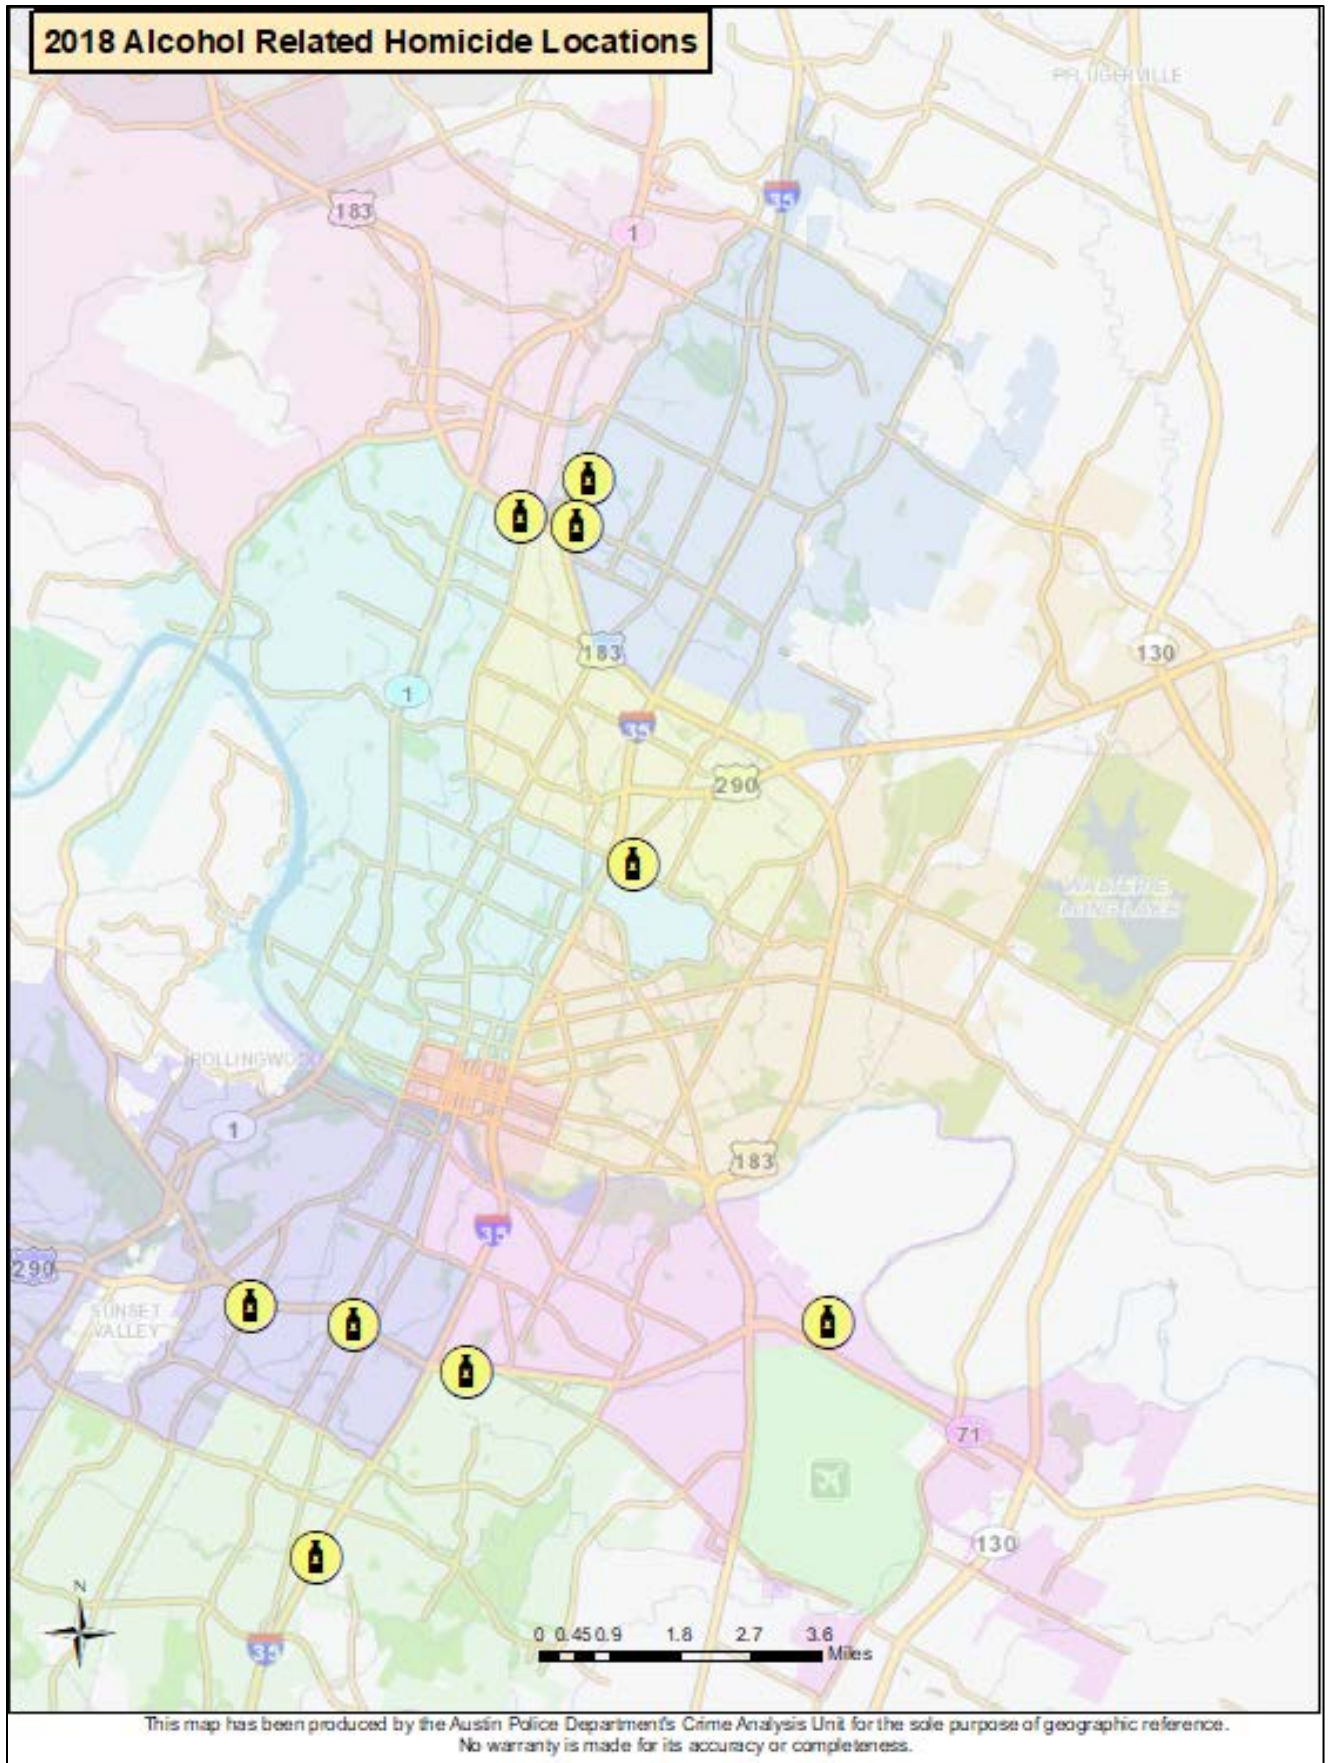 2018 Alcohol Related Homicide Locations
PFLUGERVILLE
35
183
1
183
130
1
35
290
WALTER E
LONG LAKE
ROLLINGWOOD
1
183
35
290
SUNSET
VALLEY
71
130
N
0 0.45 0.9 1.8 2.7 3.6
Miles
35
This map has been produced by the Austin Police Department's Crime Analysis Unit for the sole purpose of geographic reference.
No warranty is made for its accuracy or completeness.